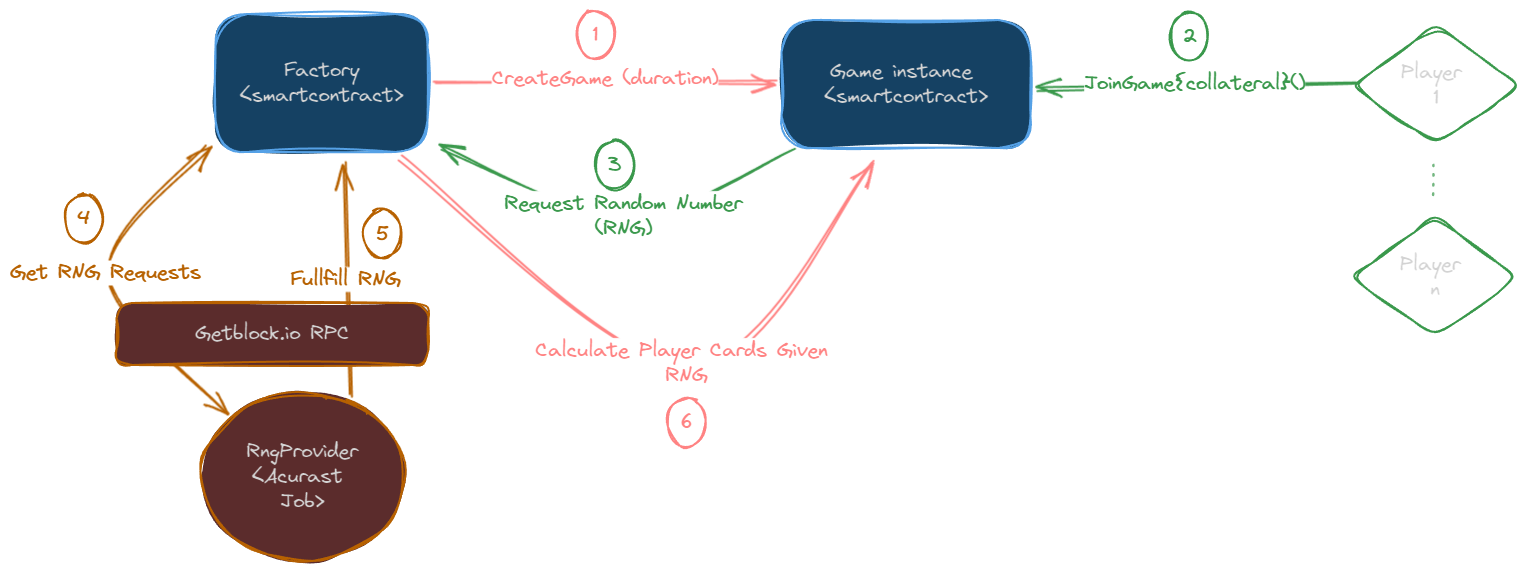 1
2
Factory
<smartcontract>
CreateGame (duration)
Game instance
<smartcontract>
JoinGame{collateral}()
Player
1
3
Request Random Number
(RNG)
4
5
Get RNG Requests
Fullfill RNG
Player
n
Getblock.io RPC
Calculate Player Cards Given
RNG
6
RngProvider
<Acurast
Job>